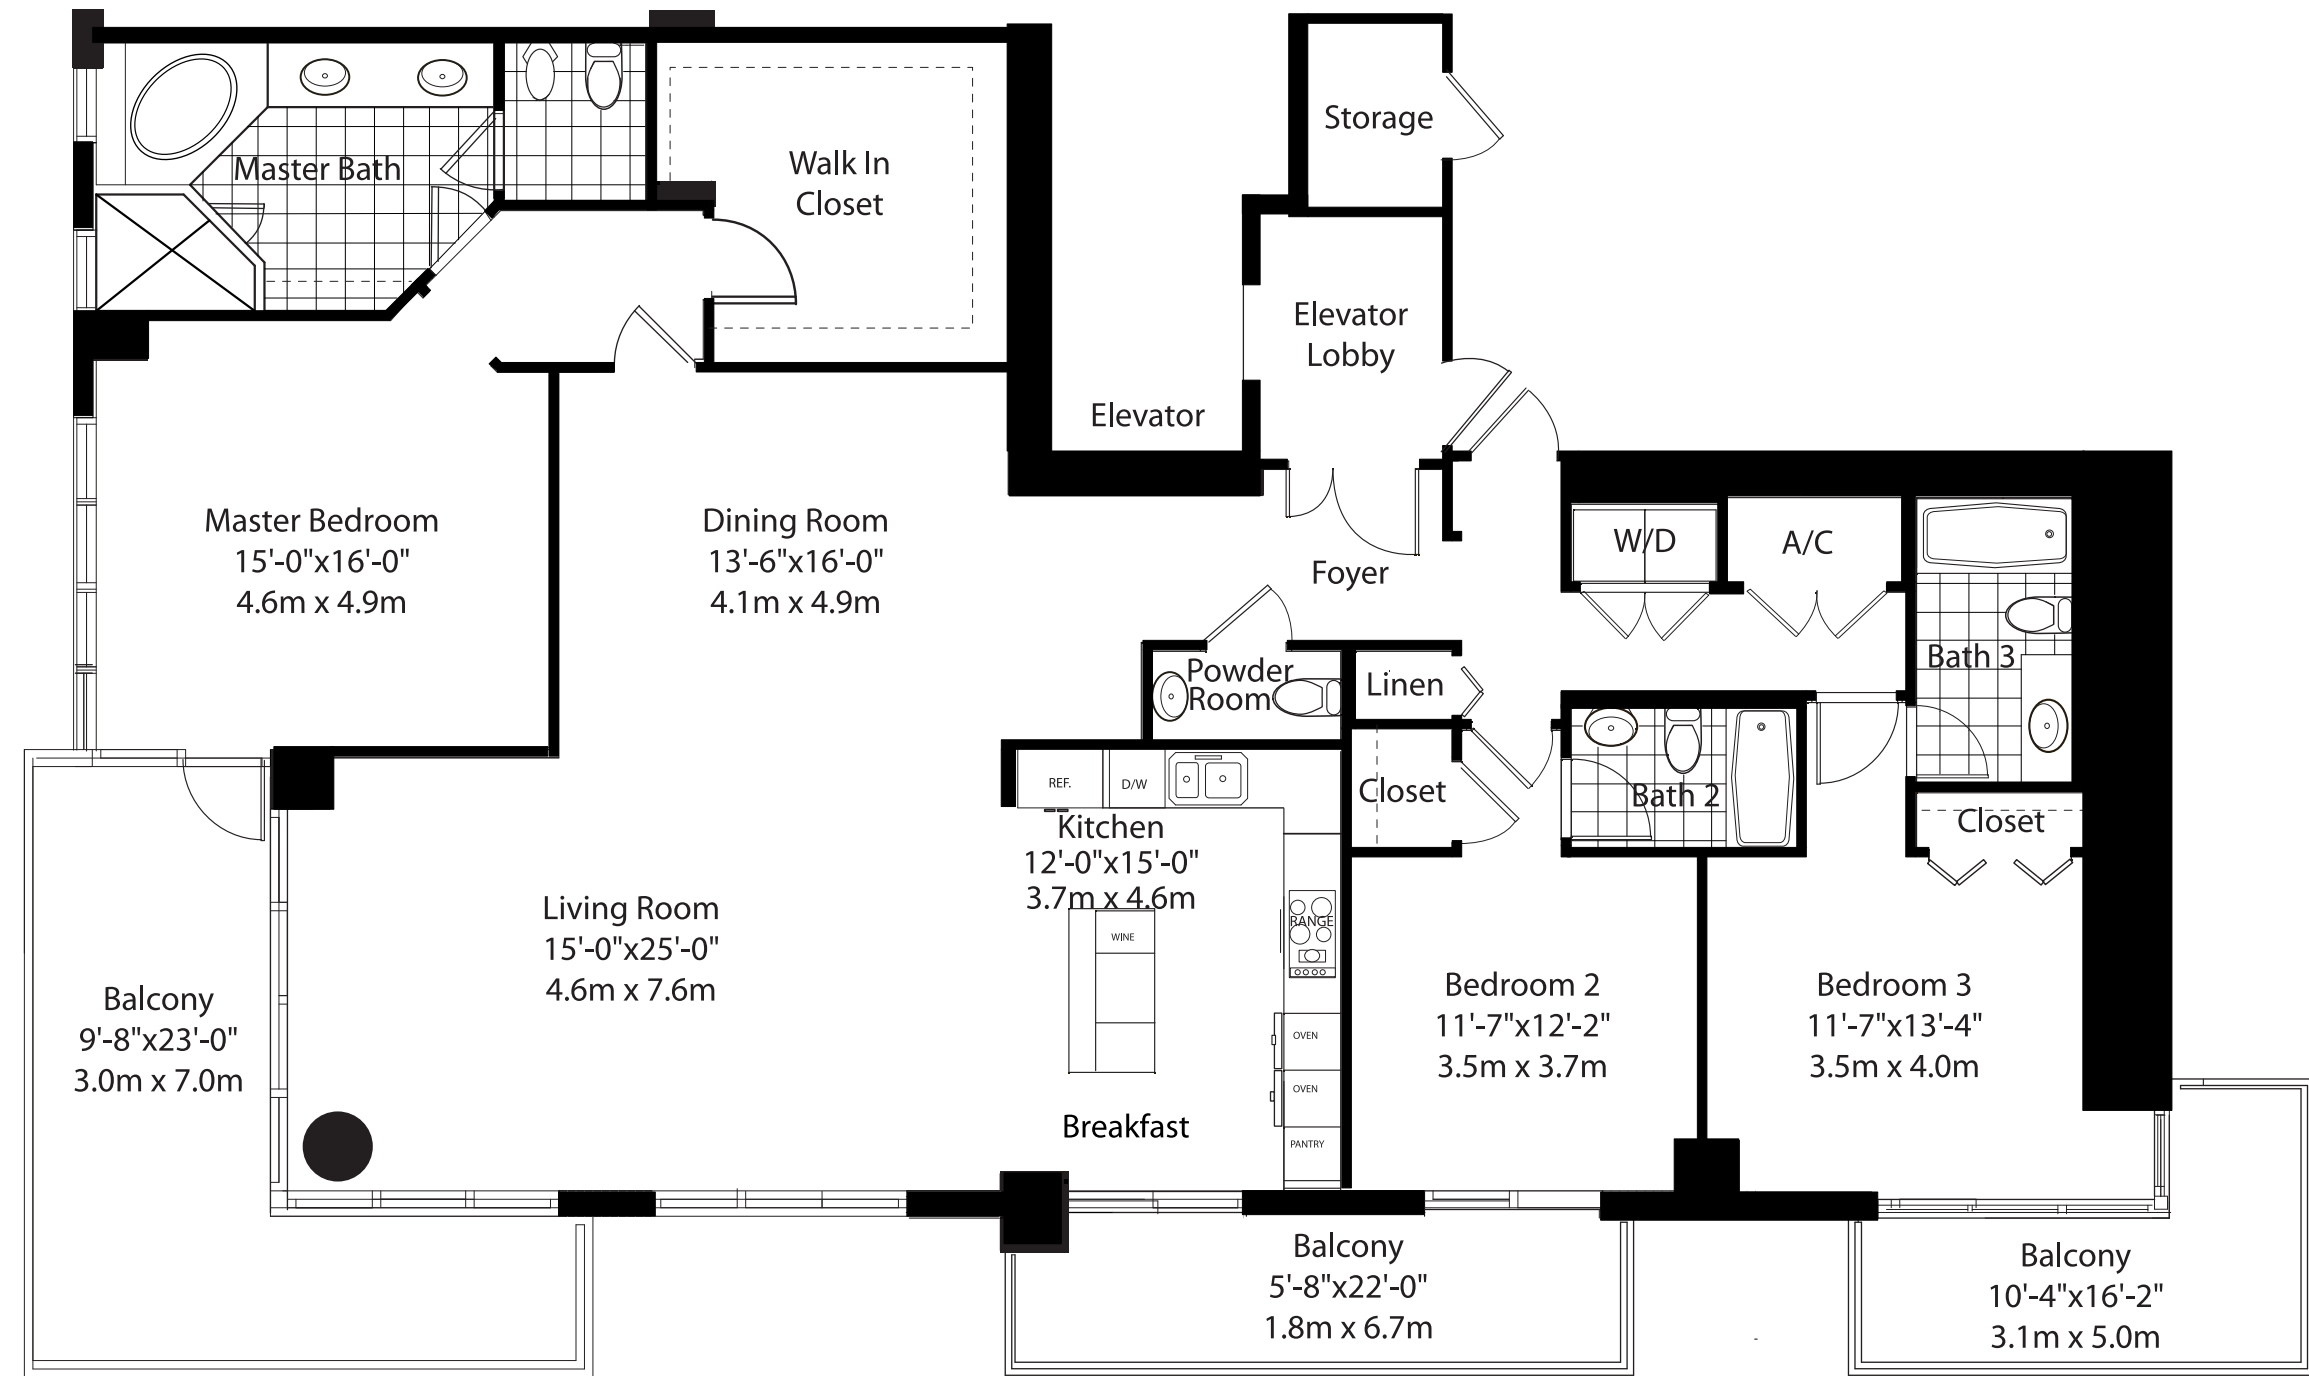 Storage
Master Bath
Walk In
Closet
Elevator
Lobby
Elevator
Master Bedroom
15'-0"x16'-0"
4.6m x 4.9m
Dining Room
13'-6"x16'-0"
4.1m x 4.9m
Foyer
W/D
A/C
Bath 3
Powder
Room
Linen
Closet
Bath 2
Closet
REF.
D/W
Kitchen
12'-0"x15'-0"
3.7m x 4.6m
RANGE
WINE
Living Room
15'-0"x25'-0"
4.6m x 7.6m
Balcony
9'-8"x23'-0"
3.0m x 7.0m
Bedroom 2
11'-7"x12'-2"
3.5m x 3.7m
Bedroom 3
11'-7"x13'-4"
3.5m x 4.0m
OVEN
OVEN
PANTRY
Breakfast
Balcony
5'-8"x22'-0"
1.8m x 6.7m
Balcony
10'-4"x16'-2"
3.1m x 5.0m